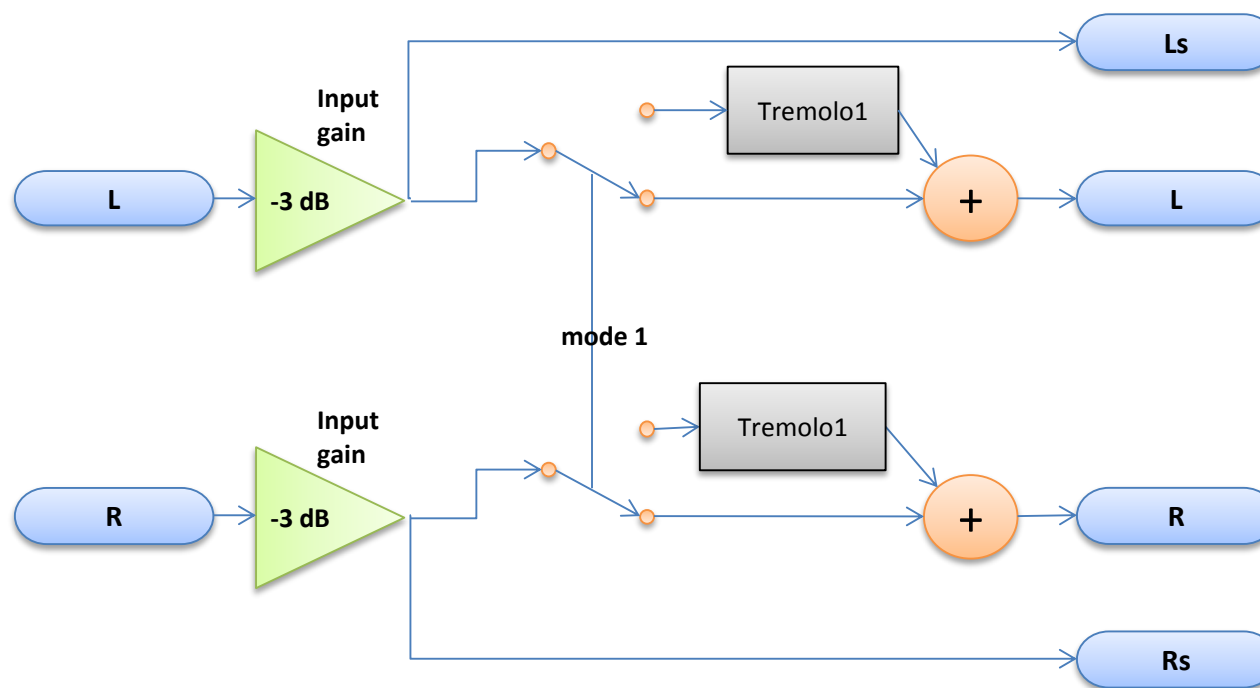 Ls
Input
gain
Tremolo1
L
-3 dB
+
L
mode 1
Input
gain
Tremolo1
R
-3 dB
+
R
Rs